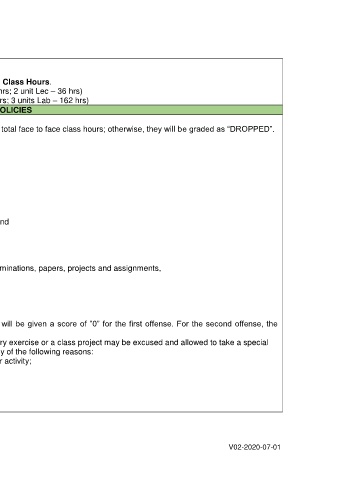 Class Hours.
hrs; 2 unit Lec – 36 hrs)
rs; 3 units Lab – 162 hrs)
OLICIES
total face to face class hours; otherwise, they will be graded as “DROPPED”.
nd
minations, papers, projects and assignments,
will be given a score of ”0” for the first offense. For the second offense, the
ry exercise or a class project may be excused and allowed to take a special
y of the following reasons:
r activity;
V02-2020-07-01